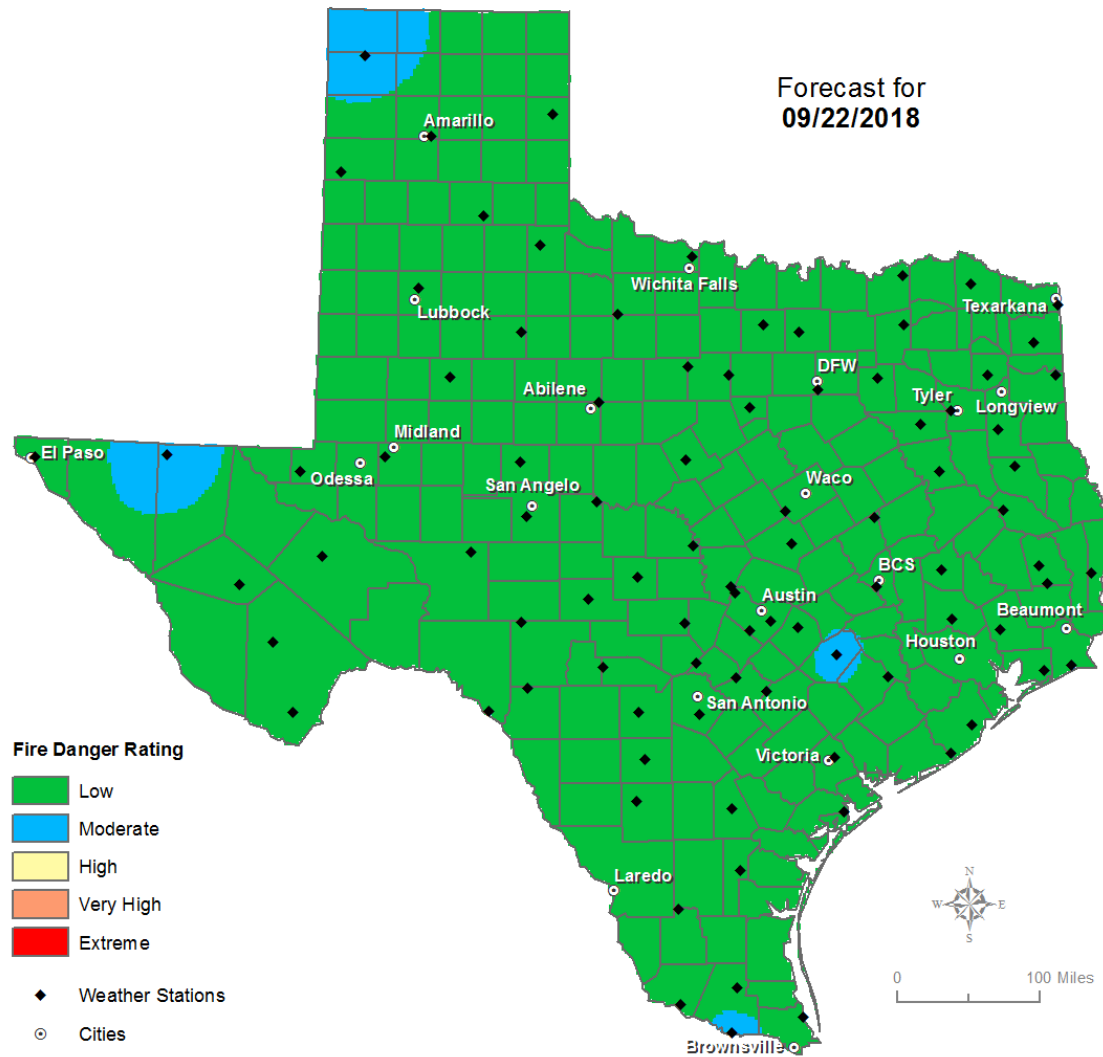 Forecast for
09/22/2018
Amarillo
Wichita Falls
Lubbock
Texarkana
DFW
Abilene
Tyler
Longview
Midland
El Paso
Odessa
San Angelo
Waco
BCS
Austin
Beaumont
Houston
San Antonio
Victoria
Laredo
Brownsville
Fire Danger Rating
Low
Moderate
High
Very High
Extreme
Weather Stations
Cities
N
W E
S
0 100 Miles